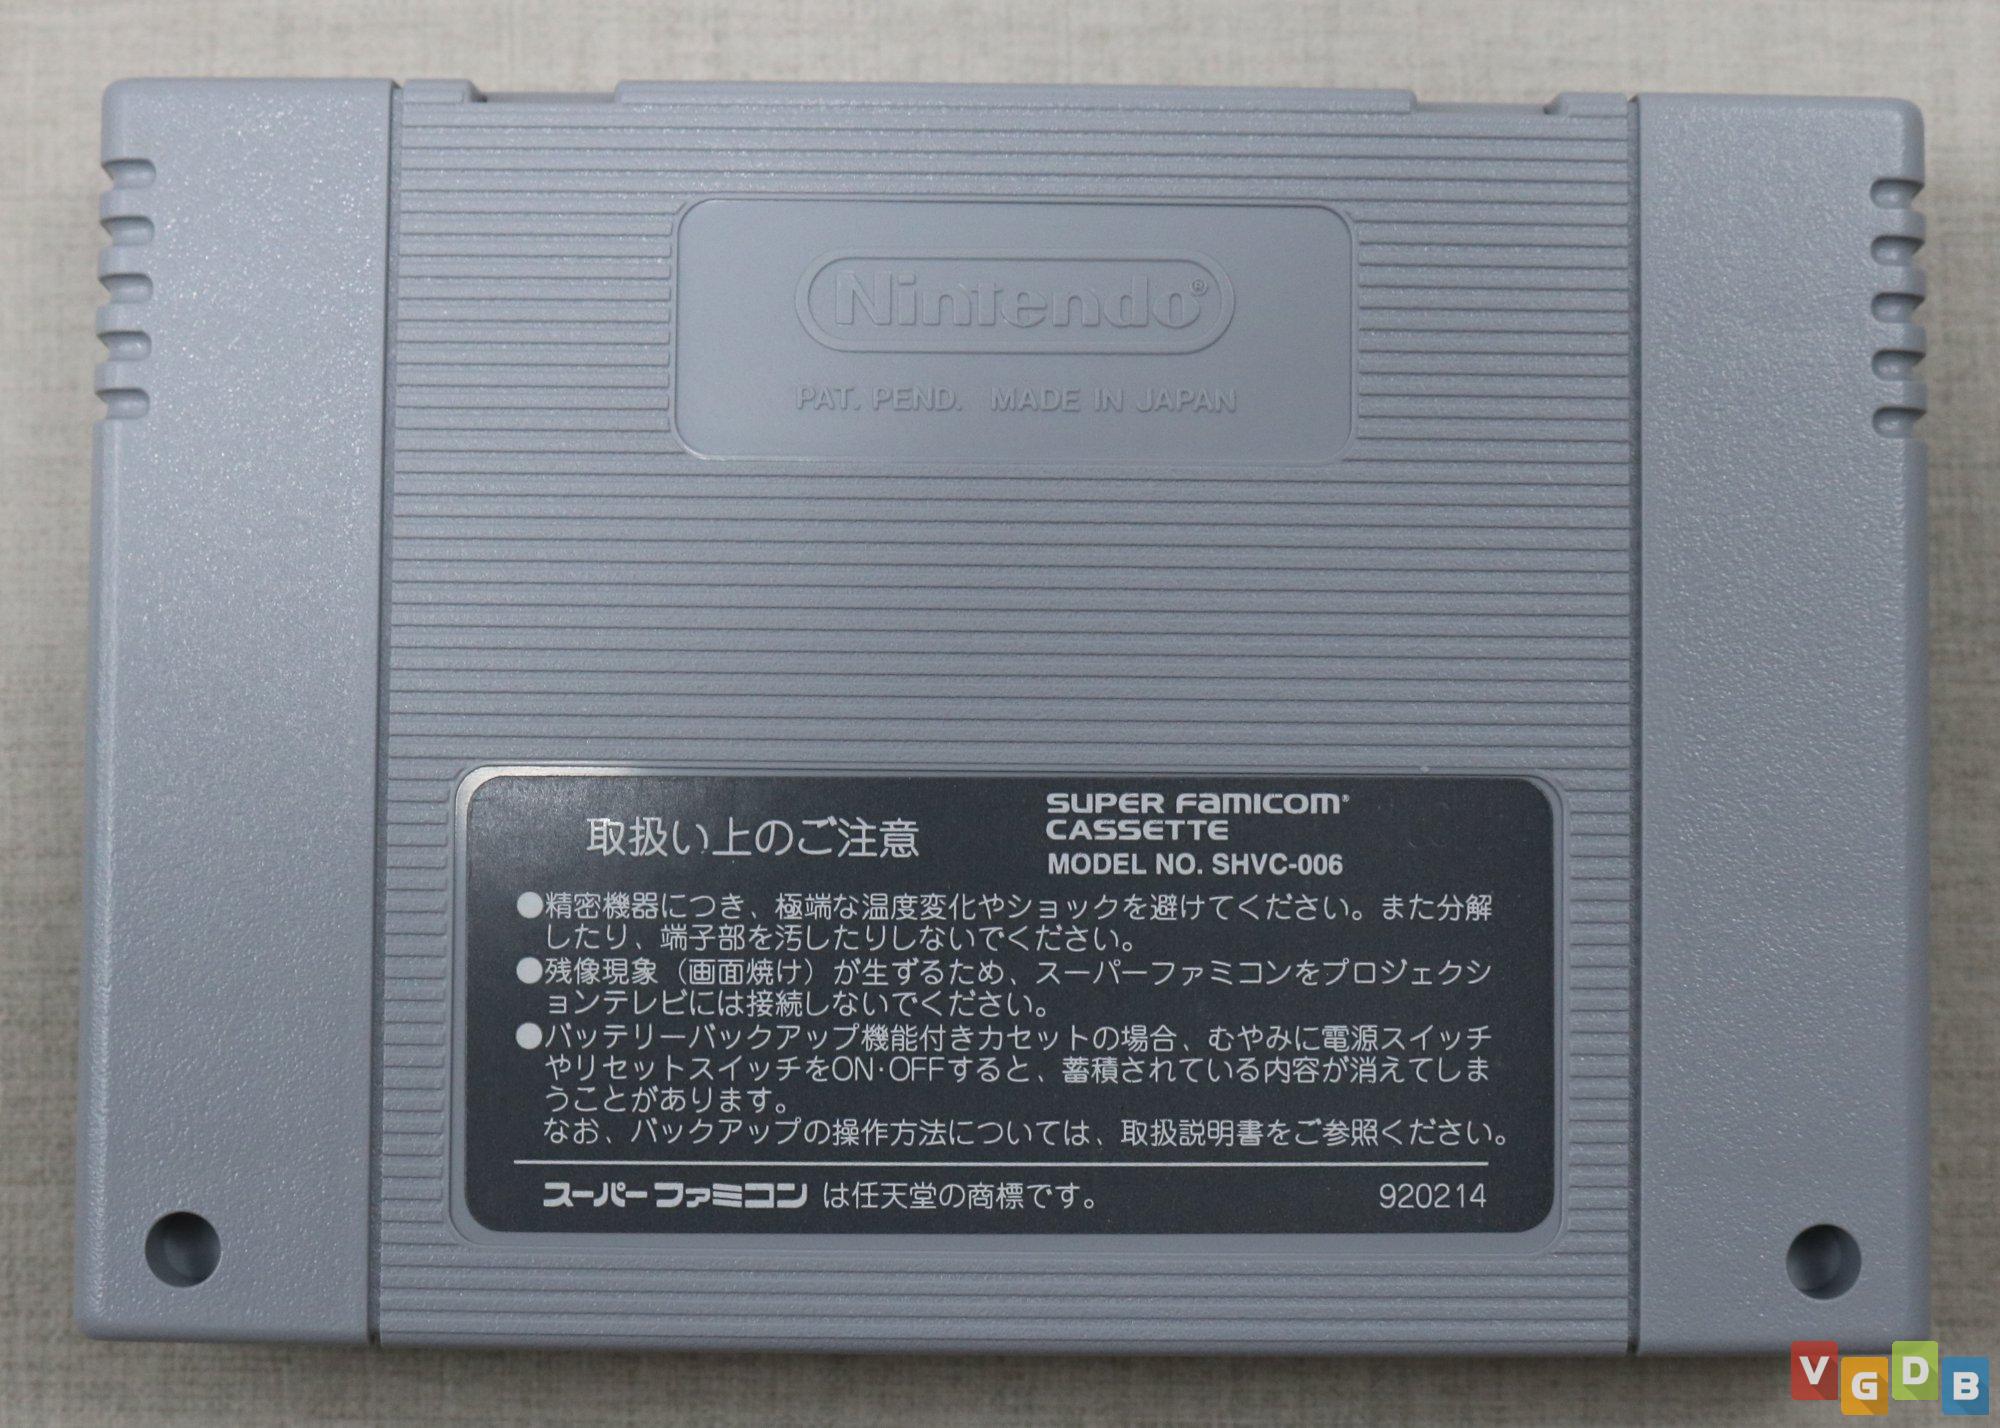 Nintendo®
PAT. PEND. MADE IN JAPAN
取扱い上のご注意
SUPER FAMICOM®
CASSETTE
MODEL NO. SHVC-006
●精密機器につき、極端な温度変化やショックを避けてください。また分解
したり、端子部を汚したりしないでください。
●残像現象（画面焼け）が生ずるため、スーパーファミコンをプロジェクシ
ョンテレビには接続しないでください。
●バッテリーバックアップ機能付きカセットの場合、むやみに電源スイッチ
やリセットスイッチをON·OFFすると、蓄積されている内容が消えてしま
うことがあります。
なお、バックアップの操作方法については、取扱説明書をご参照ください。
スーパーファミコンは任天堂の商標です。 920214
VGDB